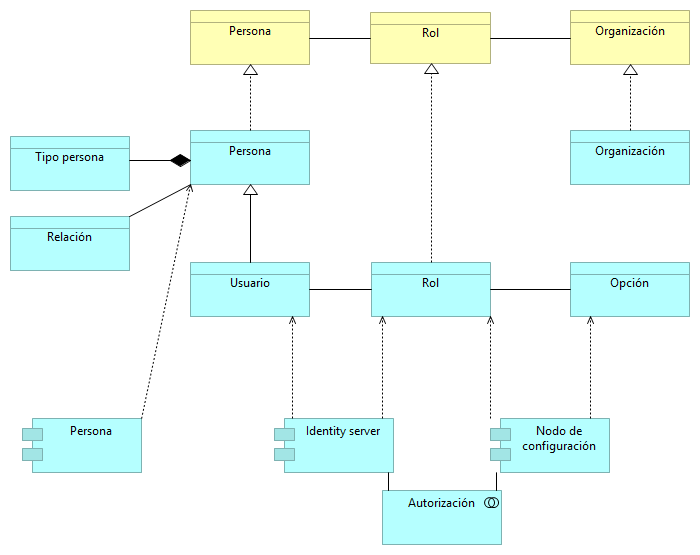 Persona
Rol
Organización
Tipo persona
Persona
Organización
Relación
Usuario
Rol
Opción
Persona
Identity server
Nodo de
configuración
Autorización